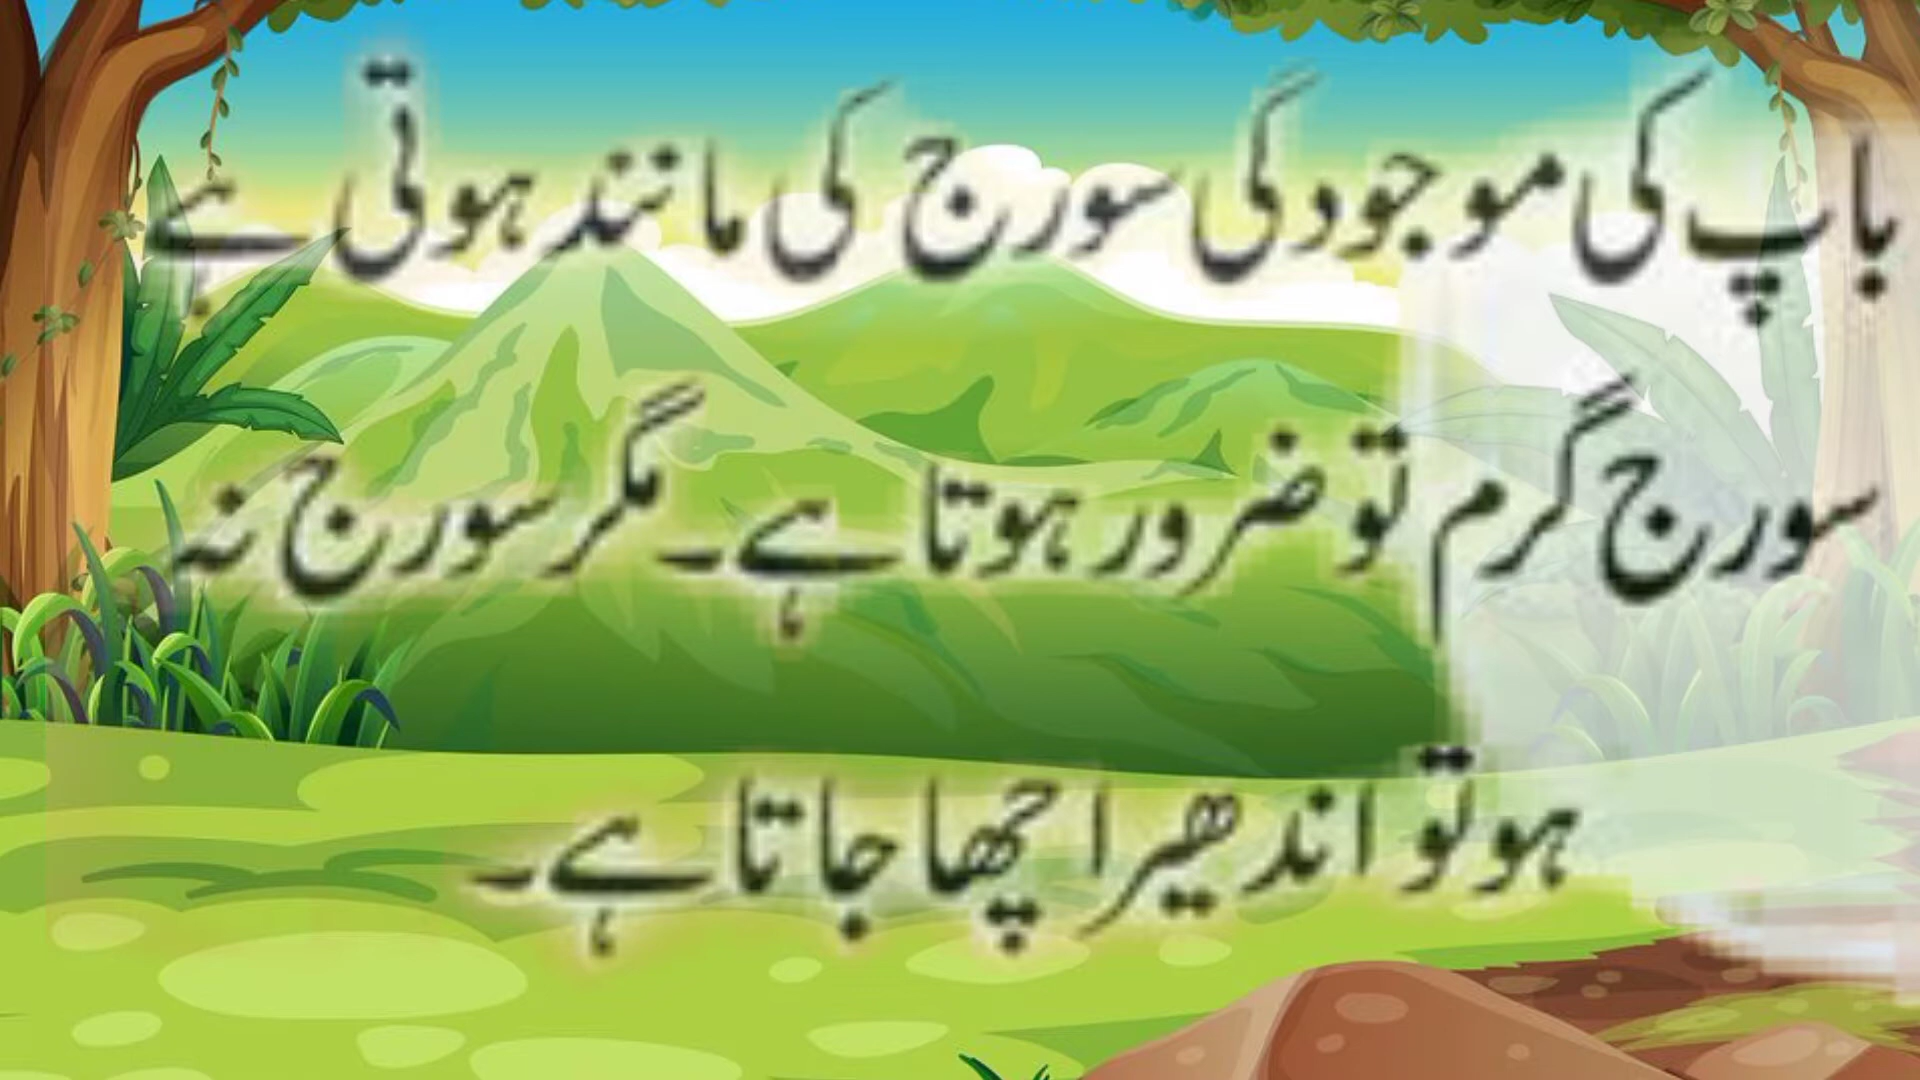 باپ کی موجودگی سورج کی مانند ہوتی ہے
سورج گرم تو ضرور ہوتا ہے۔ مگر سورج نہ
ہو تو اندھیرا چھا جاتا ہے۔